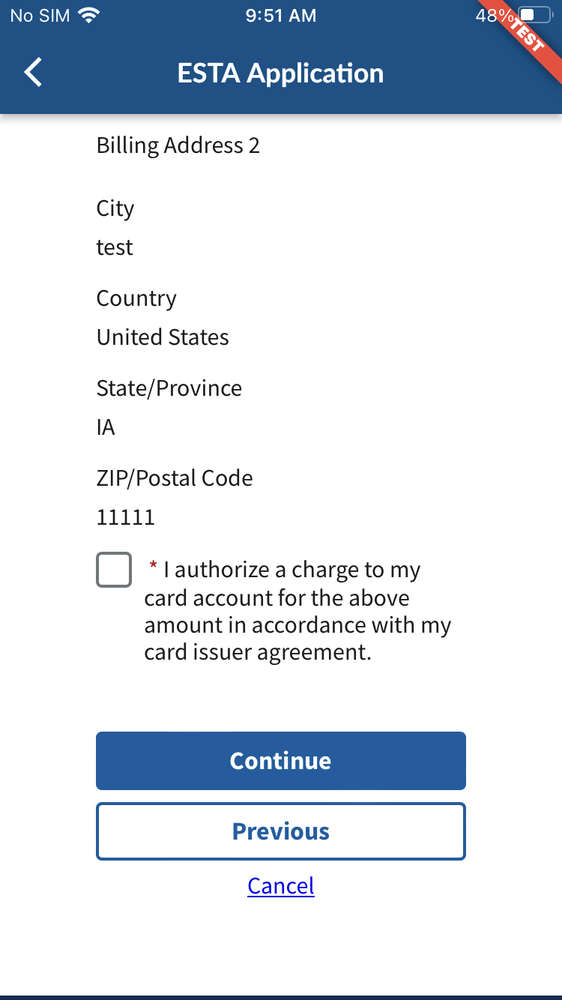 No SIM 9:51 AM 48%
TEST
ESTA Application
Billing Address 2
City
test
Country
United States
State/Province
IA
ZIP/Postal Code
11111
* I authorize a charge to my
card account for the above
amount in accordance with my
card issuer agreement.
Continue
Previous
Cancel